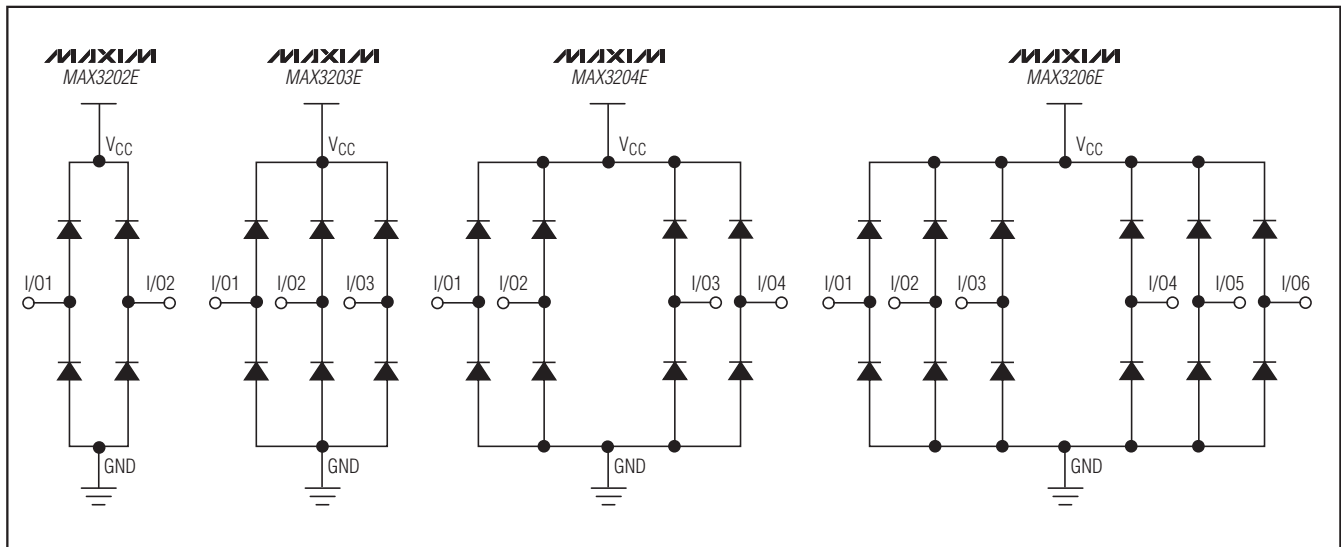 MAXIM
MAX3202E
VCC
I/O1
I/O2
GND
MAXIM
MAX3203E
VCC
I/O1
I/O2
I/O3
GND
MAXIM
MAX3204E
VCC
I/O1
I/O2
I/O3
I/O4
GND
MAXIM
MAX3206E
VCC
I/O1
I/O2
I/O3
I/O4
I/O5
I/O6
GND